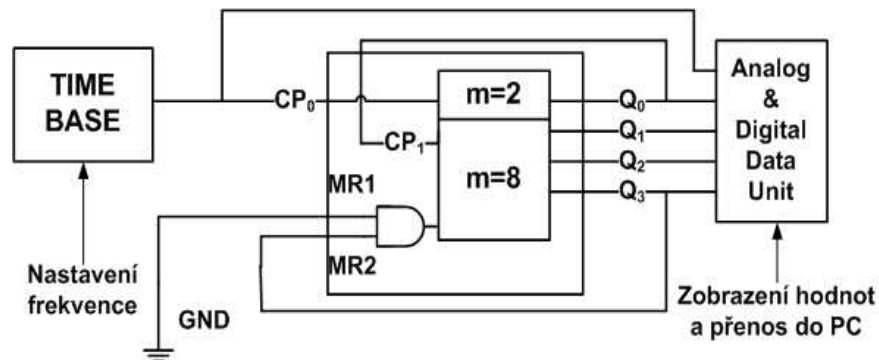 TIME
BASE
CP₀
m=2
m=8
CP₁
MR1
MR2
Q₀
Q₁
Q₂
Q₃
Analog
&
Digital
Data
Unit
Nastavení
frekvence
GND
Zobrazení hodnot
a přenos do PC